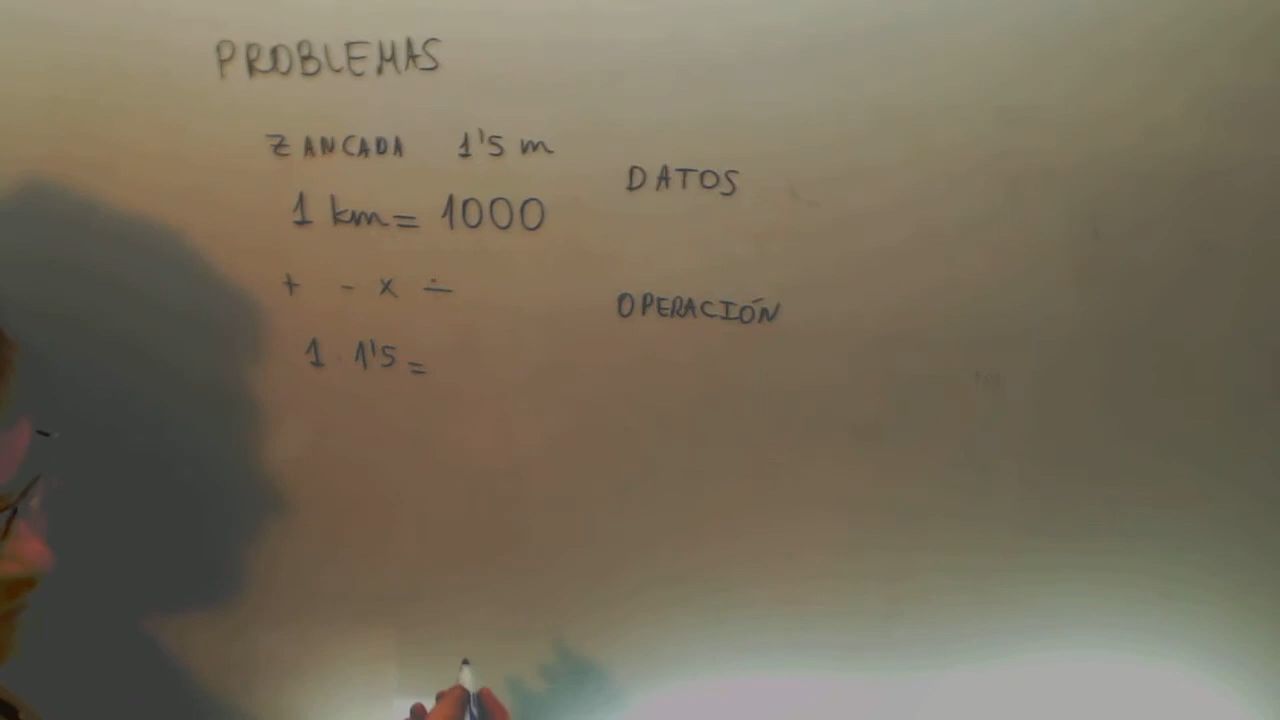 PROBLEMAS
ZANCADA 1'5 m
DATOS
1 km = 1000
+ - x ÷
OPERACIÓN
1 1'5 =